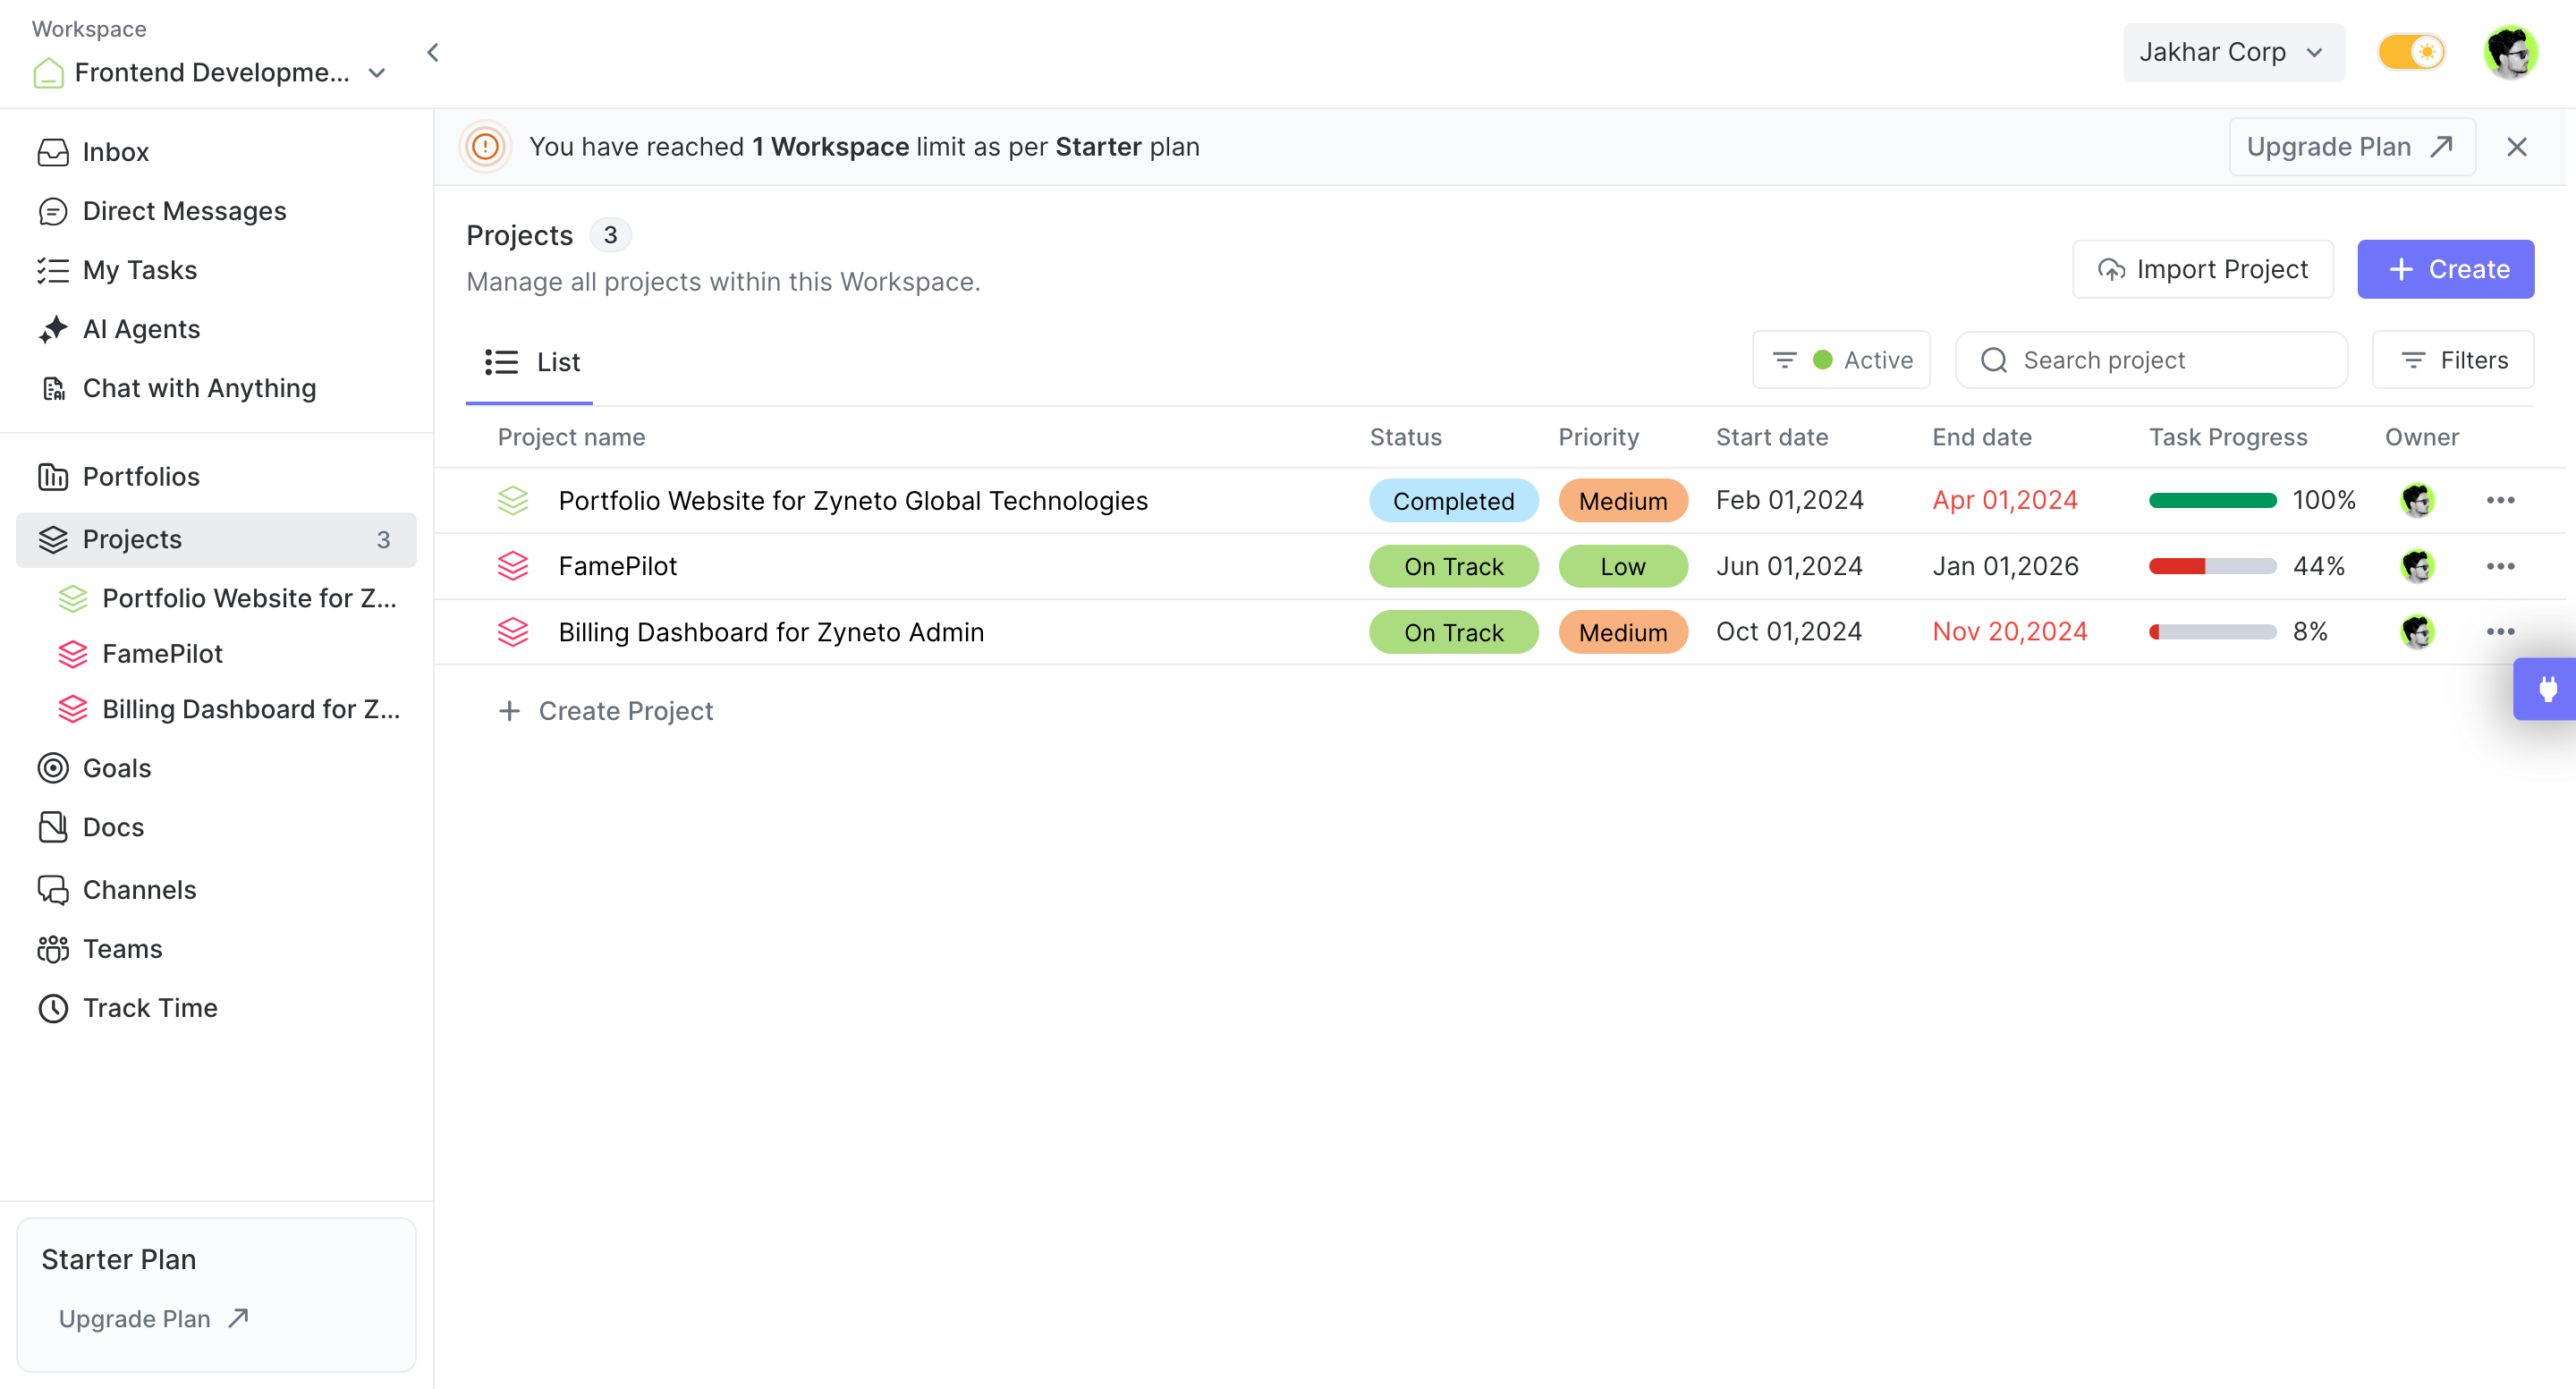 Workspace
Frontend Developme...
Jakhar Corp
Inbox
Direct Messages
My Tasks
AI Agents
Chat with Anything
Portfolios
Projects 3
Portfolio Website for Z...
FamePilot
Billing Dashboard for Z...
Goals
Docs
Channels
Teams
Track Time
Starter Plan
Upgrade Plan
You have reached 1 Workspace limit as per Starter plan
Upgrade Plan
Projects 3
Manage all projects within this Workspace.
Import Project
Create
List
Active
Search project
Filters
Project name Status Priority Start date End date Task Progress Owner
Portfolio Website for Zyneto Global Technologies Completed Medium Feb 01,2024 Apr 01,2024 100%
FamePilot On Track Low Jun 01,2024 Jan 01,2026 44%
Billing Dashboard for Zyneto Admin On Track Medium Oct 01,2024 Nov 20,2024 8%
Create Project